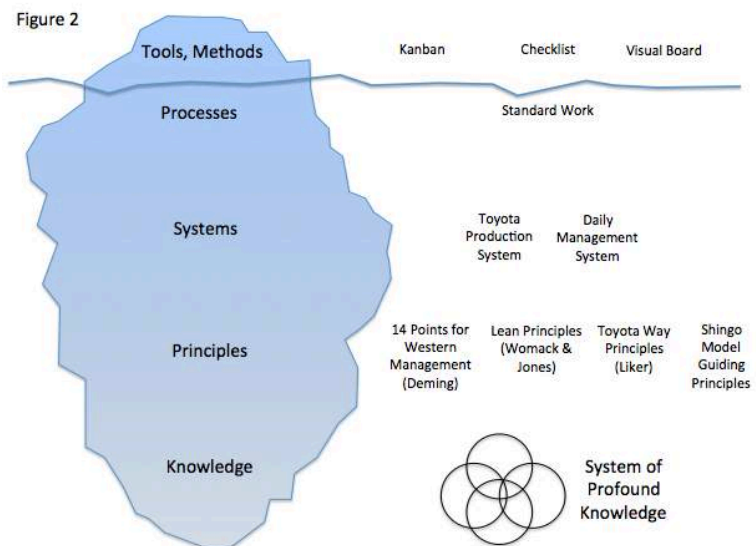 Figure 2
Tools, Methods
Kanban
Checklist
Visual Board
Processes
Standard Work
Systems
Toyota
Production
System
Daily
Management
System
Principles
14 Points for
Western
Management
(Deming)
Lean Principles
(Womack &
Jones)
Toyota Way
Principles
(Liker)
Shingo
Model
Guiding
Principles
Knowledge
System of
Profound
Knowledge